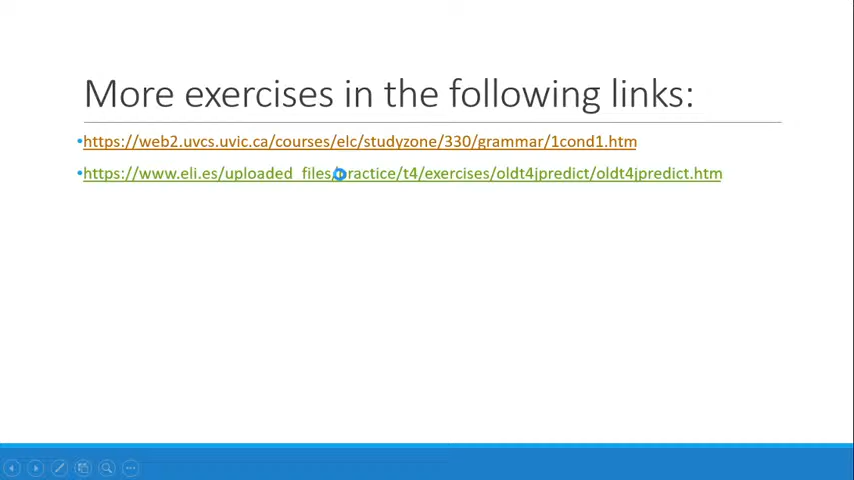 More exercises in the following links:
•https://web2.uvcs.uvic.ca/courses/elc/studyzone/330/grammar/1cond1.htm
•https://www.eli.es/uploaded_files/practice/t4/exercises/oldt4jpredict/oldt4jpredict.htm